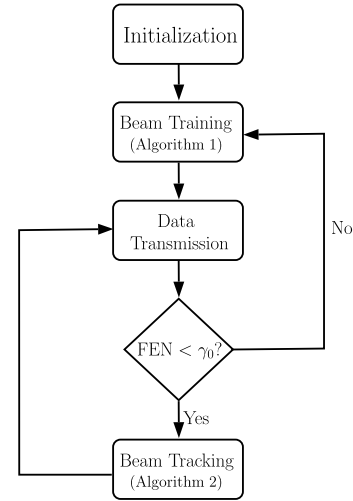 Initialization
Beam Training
(Algorithm 1)
Data
Transmission
No
FEN < γ₀?
Yes
Beam Tracking
(Algorithm 2)